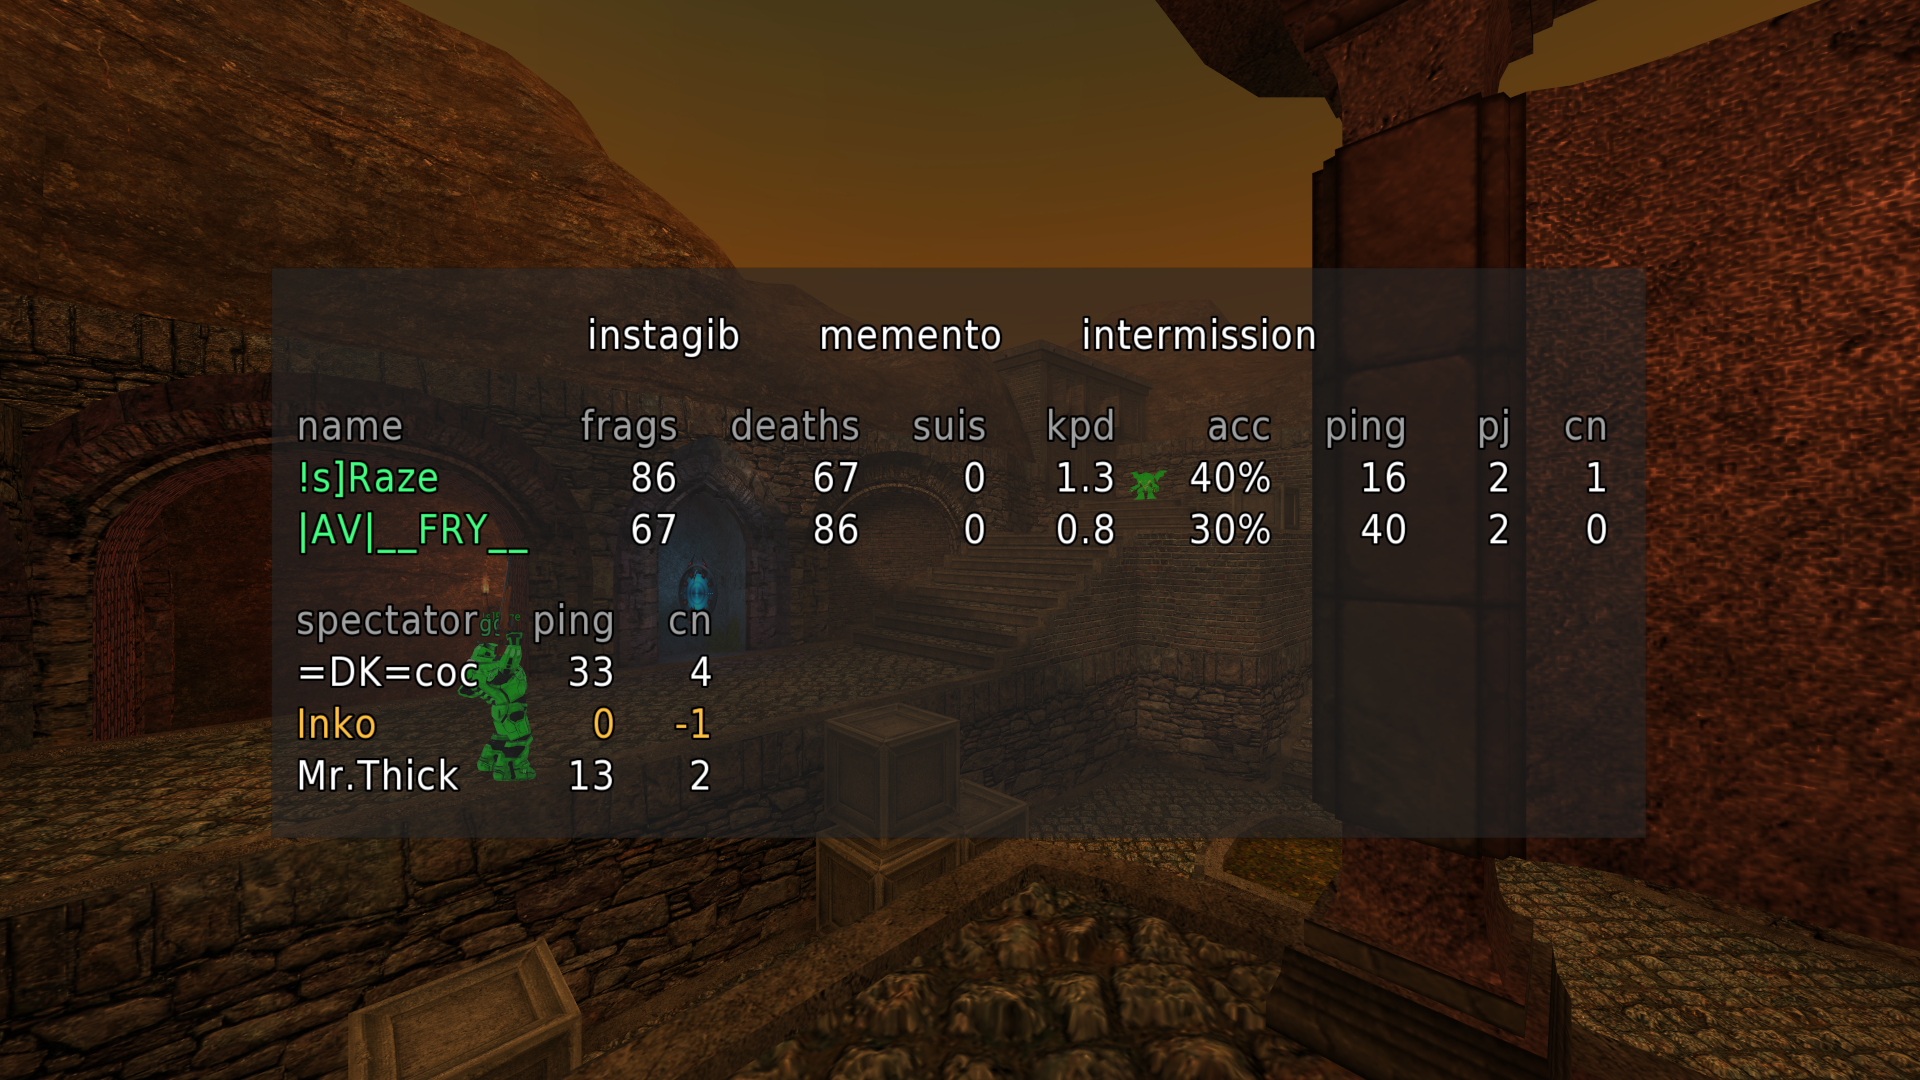 instagib memento intermission
name frags deaths suis kpd acc ping pj cn
!s]Raze 86 67 0 1.3 40% 16 2 1
|AV|__FRY__ 67 86 0 0.8 30% 40 2 0
spectator ping cn
=DK=coc 33 4
Inko 0 -1
Mr.Thick 13 2